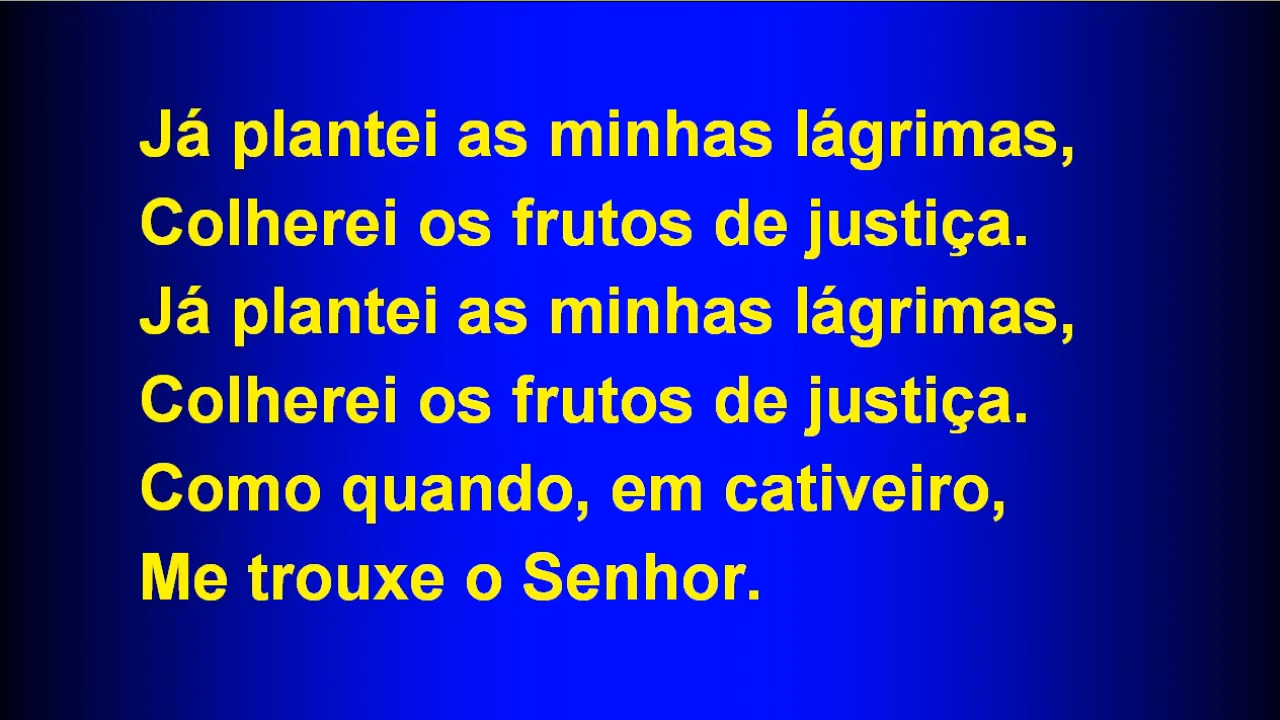 Já plantei as minhas lágrimas,
Colherei os frutos de justiça.
Já plantei as minhas lágrimas,
Colherei os frutos de justiça.
Como quando, em cativeiro,
Me trouxe o Senhor.